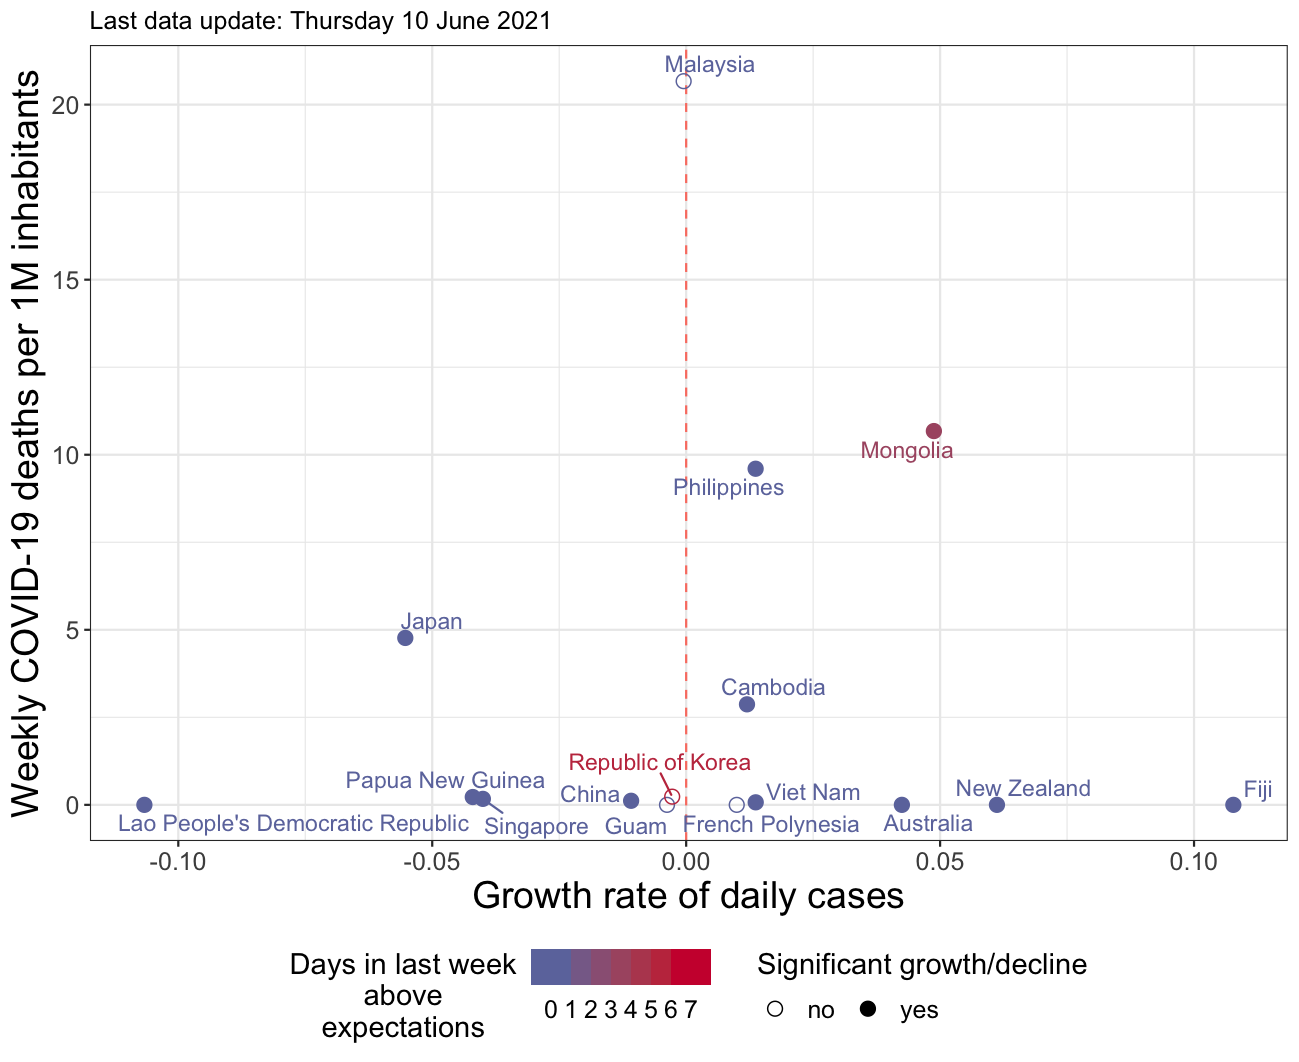 Last data update: Thursday 10 June 2021
Weekly COVID-19 deaths per 1M inhabitants
20
15
10
5
0
Malaysia
Mongolia
Philippines
Japan
Cambodia
Republic of Korea
Papua New Guinea
China
Viet Nam
New Zealand
Fiji
Lao People's Democratic Republic
Singapore
Guam
French Polynesia
Australia
-0.10
-0.05
0.00
0.05
0.10
Growth rate of daily cases
Days in last week
above
expectations
0 1 2 3 4 5 6 7
Significant growth/decline
no
yes